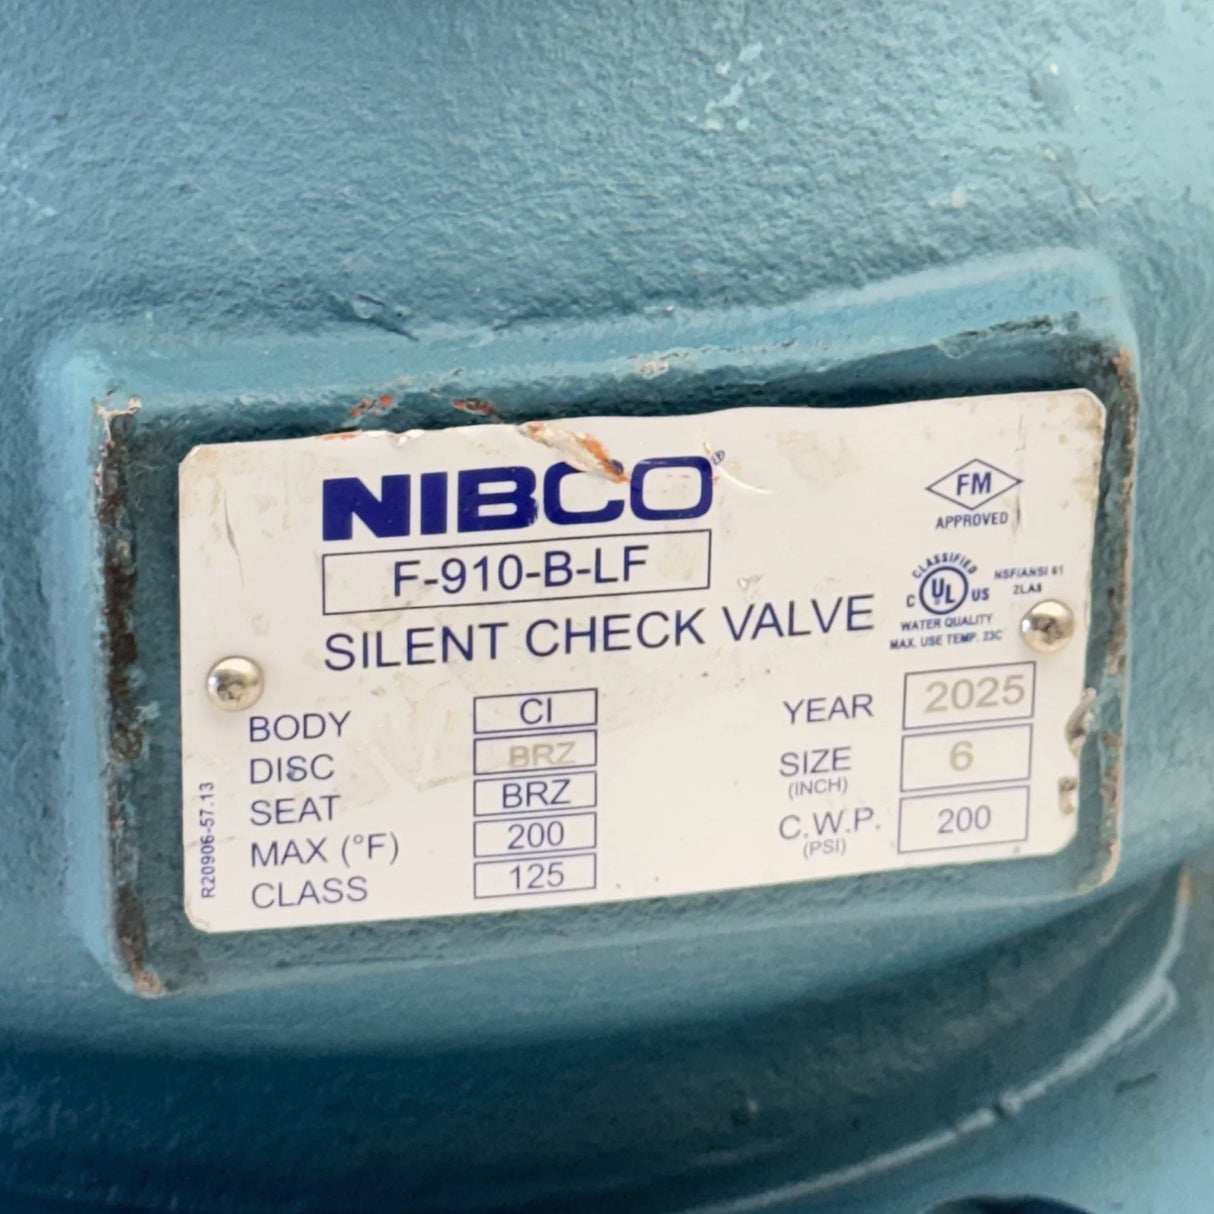 NIBCO®
F-910-B-LF
SILENT CHECK VALVE
FM
APPROVED
CLASSIFIED
C UL US
NSF/ANSI 61
2LA8
WATER QUALITY
MAX. USE TEMP. 23C
BODY CI
DISC BRZ
SEAT BRZ
MAX (°F) 200
CLASS 125
YEAR 2025
SIZE 6
(INCH)
C.W.P. 200
(PSI)
R20906-57.13